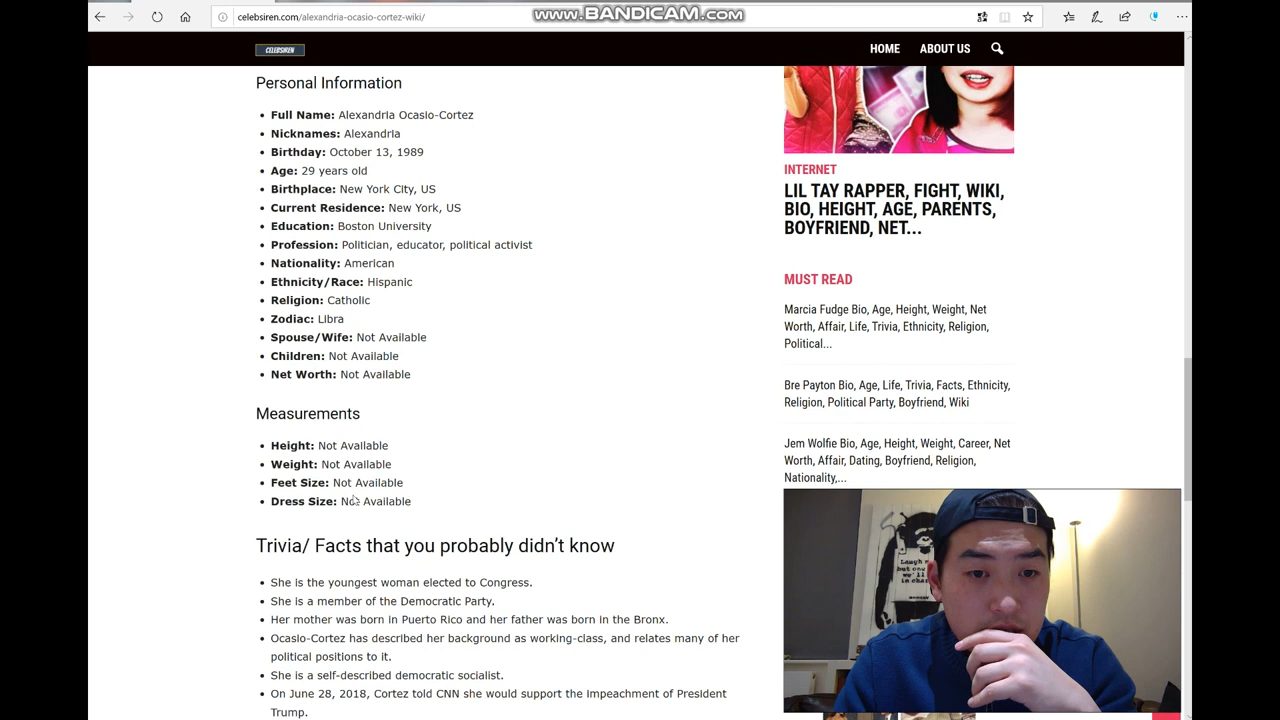 celebsiren.com/alexandria-ocasio-cortez-wiki/
www.BANDICAM.com
CELEBSIREN
HOME
ABOUT US
Personal Information
Full Name: Alexandria Ocasio-Cortez
Nicknames: Alexandria
Birthday: October 13, 1989
Age: 29 years old
Birthplace: New York City, US
Current Residence: New York, US
Education: Boston University
Profession: Politician, educator, political activist
Nationality: American
Ethnicity/Race: Hispanic
Religion: Catholic
Zodiac: Libra
Spouse/Wife: Not Available
Children: Not Available
Net Worth: Not Available
Measurements
Height: Not Available
Weight: Not Available
Feet Size: Not Available
Dress Size: Not Available
Trivia/ Facts that you probably didn’t know
She is the youngest woman elected to Congress.
She is a member of the Democratic Party.
Her mother was born in Puerto Rico and her father was born in the Bronx.
Ocasio-Cortez has described her background as working-class, and relates many of her
political positions to it.
She is a self-described democratic socialist.
On June 28, 2018, Cortez told CNN she would support the impeachment of President
Trump.
INTERNET
LIL TAY RAPPER, FIGHT, WIKI,
BIO, HEIGHT, AGE, PARENTS,
BOYFRIEND, NET...
MUST READ
Marcia Fudge Bio, Age, Height, Weight, Net
Worth, Affair, Life, Trivia, Ethnicity, Religion,
Political...
Bre Payton Bio, Age, Life, Trivia, Facts, Ethnicity,
Religion, Political Party, Boyfriend, Wiki
Jem Wolfie Bio, Age, Height, Weight, Career, Net
Worth, Affair, Dating, Boyfriend, Religion,
Nationality,...
Laugh
but one
we'll
in char